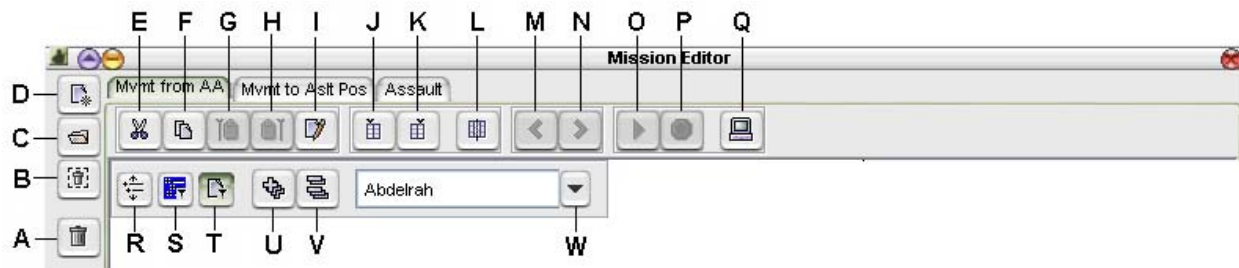 E F G H I J K L M N O P Q
Mission Editor
D
Mvmt from AA Mvmt to Aslt Pos Assault
C
B
Abdelrah
A R S T U V W